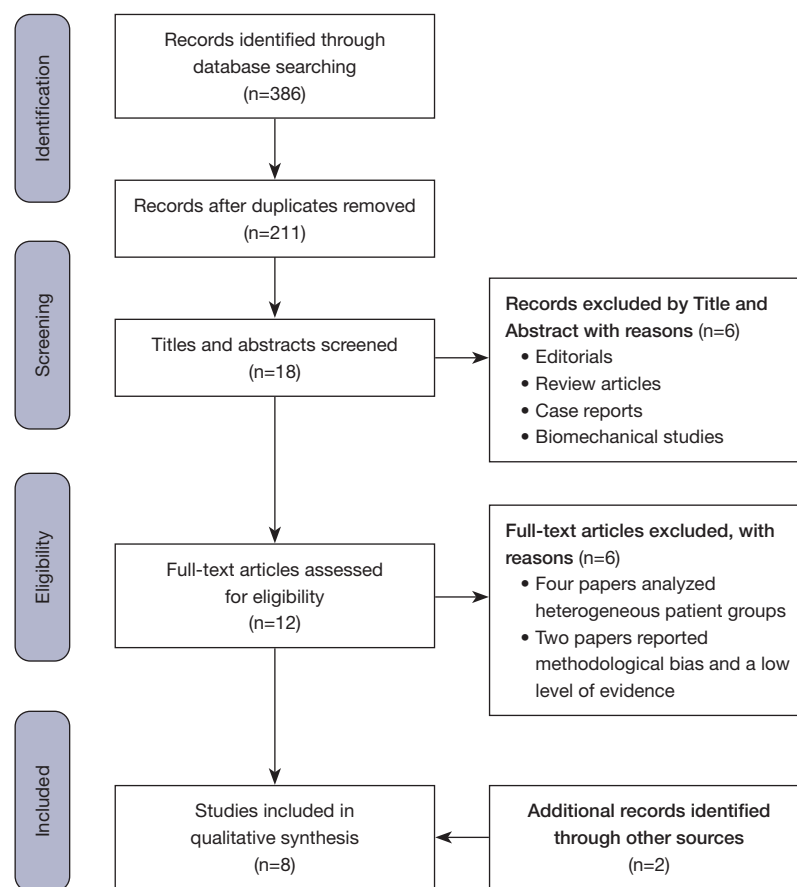 Identification
Records identified through
database searching
(n=386)
Records after duplicates removed
(n=211)
Screening
Titles and abstracts screened
(n=18)
Records excluded by Title and
Abstract with reasons (n=6)
• Editorials
• Review articles
• Case reports
• Biomechanical studies
Eligibility
Full-text articles assessed
for eligibility
(n=12)
Full-text articles excluded, with
reasons (n=6)
• Four papers analyzed
heterogeneous patient groups
• Two papers reported
methodological bias and a low
level of evidence
Included
Studies included in
qualitative synthesis
(n=8)
Additional records identified
through other sources
(n=2)